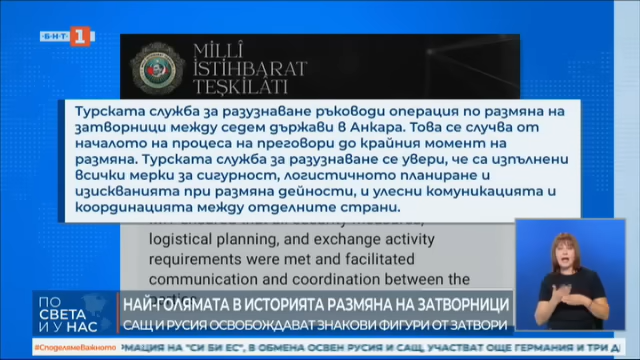 БНТ 1
MİLLÎ
İSTİHBARAT
TEŞKİLÂTI
Турската служба за разузнаване ръководи операция по размяна на
затворници между седем държави в Анкара. Това се случва от
началото на процеса на преговори до крайния момент на
размяна. Турската служба за разузнаване се увери, че са изпълнени
всички мерки за сигурност, логистичното планиране и
изискванията при размяна дейности, и улесни комуникацията и
координацията между отделните страни.
logistical planning, and exchange activity
requirements were met and facilitated
communication and coordination between the
ПО
СВЕТА
И У НАС
НАЙ-ГОЛЯМАТА В ИСТОРИЯТА РАЗМЯНА НА ЗАТВОРНИЦИ
САЩ И РУСИЯ ОСВОБОЖДАВАТ ЗНАКОВИ ФИГУРИ ОТ ЗАТВОРИ
#СподелямеВажното
РМАЦИЯ НА "СИ БИ ЕС", В ОБМЕНА ОСВЕН РУСИЯ И САЩ, УЧАСТВАТ ОЩЕ ГЕРМАНИЯ И ТРИ Д